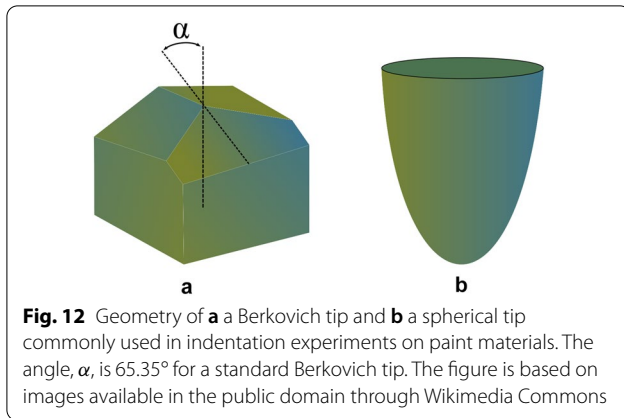 α
a
b
Fig. 12 Geometry of a a Berkovich tip and b a spherical tip
commonly used in indentation experiments on paint materials. The
angle, α, is 65.35° for a standard Berkovich tip. The figure is based on
images available in the public domain through Wikimedia Commons